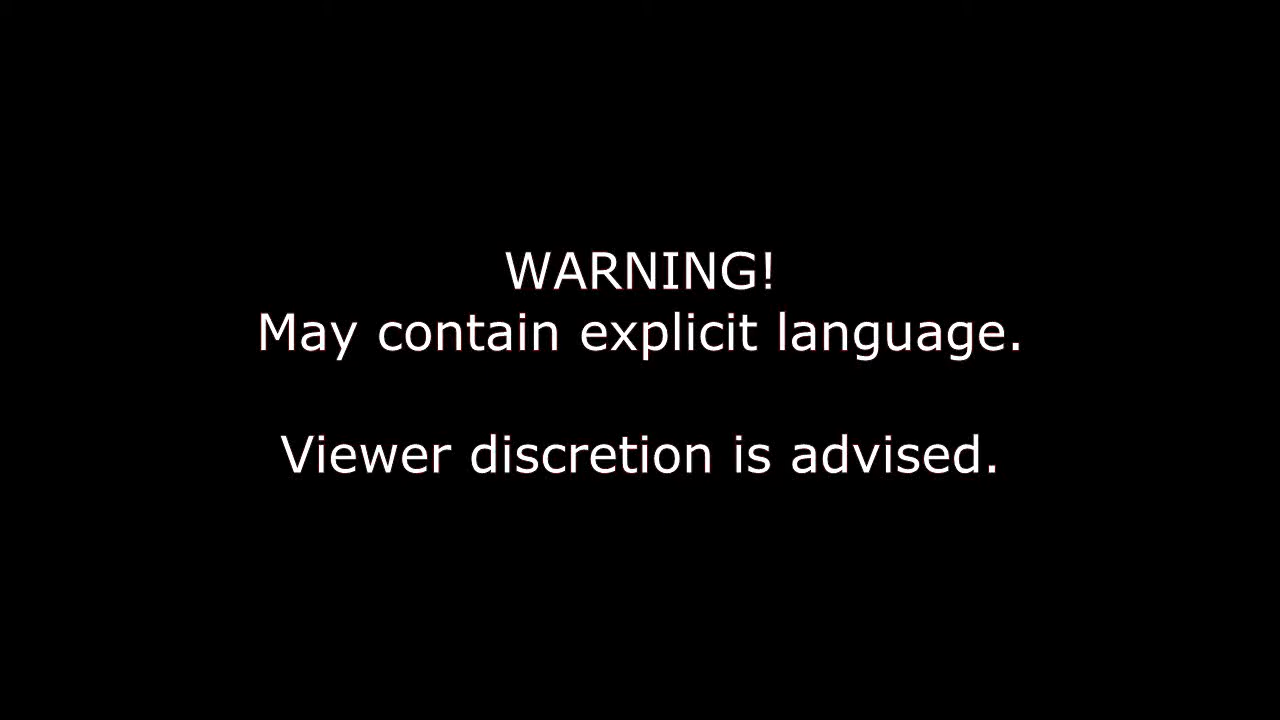 WARNING!
May contain explicit language.
Viewer discretion is advised.